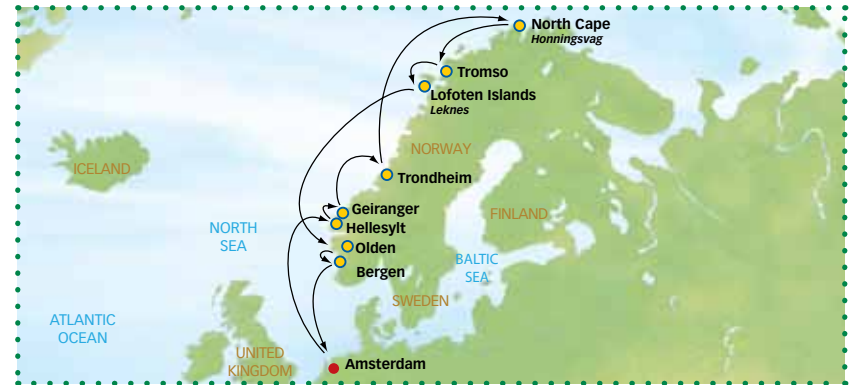 North Cape
Honningsvag
Tromso
Lofoten Islands
Leknes
NORWAY
ICELAND
Trondheim
Geiranger
FINLAND
Hellesylt
NORTH
SEA
Olden
BALTIC
SEA
Bergen
SWEDEN
ATLANTIC
OCEAN
UNITED
KINGDOM
Amsterdam